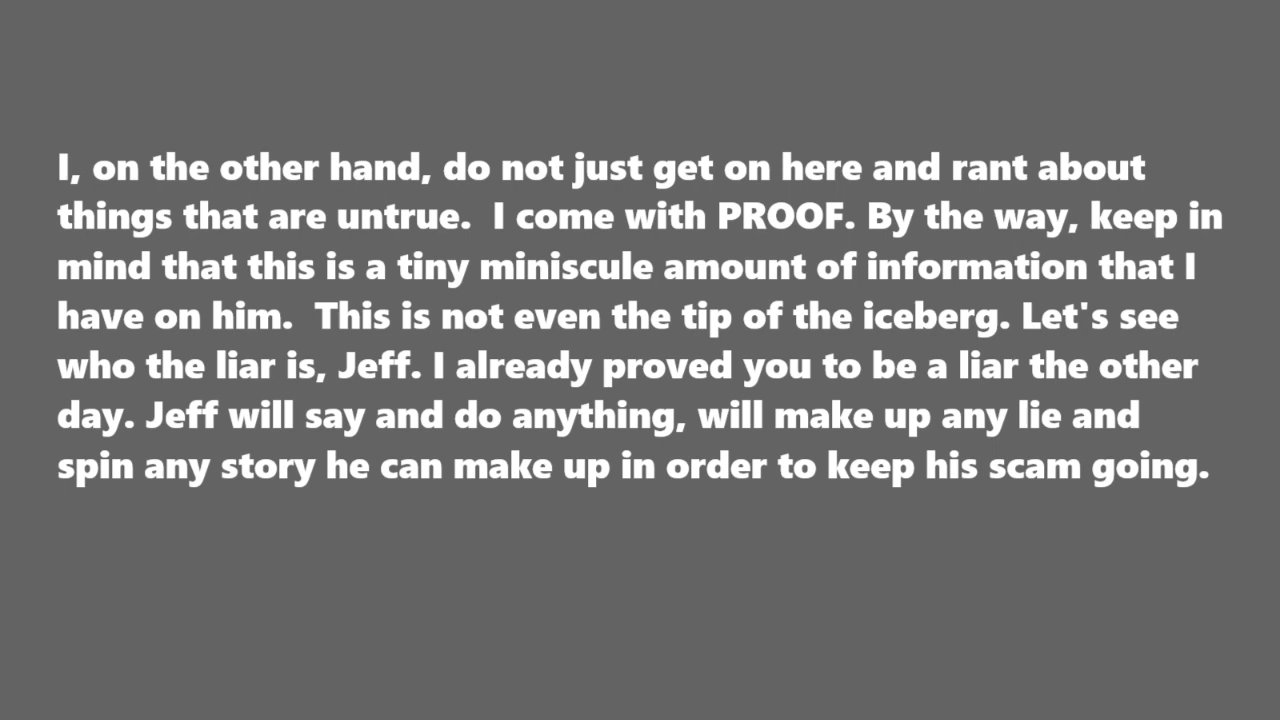 I, on the other hand, do not just get on here and rant about
things that are untrue.  I come with PROOF. By the way, keep in
mind that this is a tiny miniscule amount of information that I
have on him.  This is not even the tip of the iceberg. Let's see
who the liar is, Jeff. I already proved you to be a liar the other
day. Jeff will say and do anything, will make up any lie and
spin any story he can make up in order to keep his scam going.